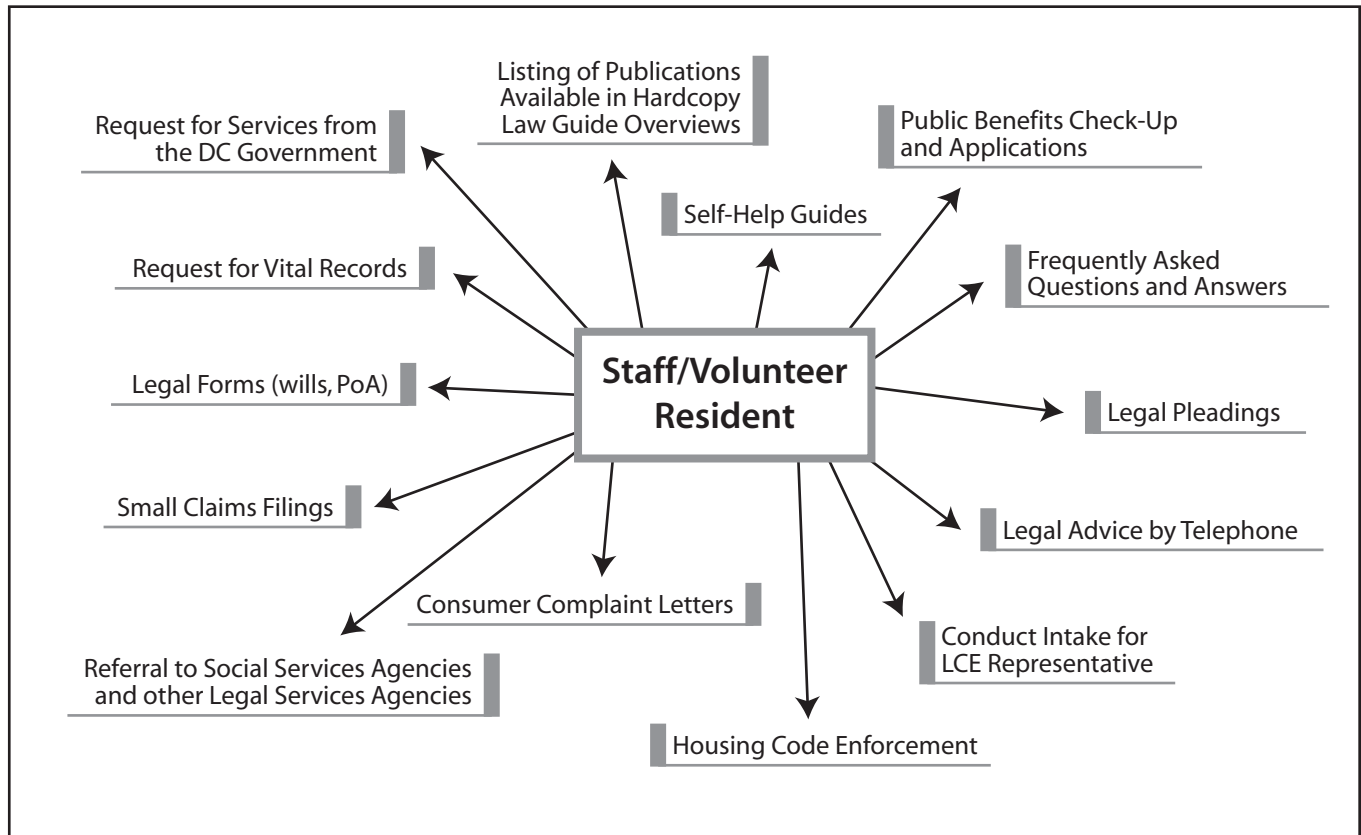 Listing of Publications
Available in Hardcopy
Law Guide Overviews
Request for Services from
the DC Government
Public Benefits Check-Up
and Applications
Self-Help Guides
Request for Vital Records
Frequently Asked
Questions and Answers
Staff/Volunteer
Resident
Legal Forms (wills, PoA)
Legal Pleadings
Small Claims Filings
Legal Advice by Telephone
Consumer Complaint Letters
Conduct Intake for
LCE Representative
Referral to Social Services Agencies
and other Legal Services Agencies
Housing Code Enforcement